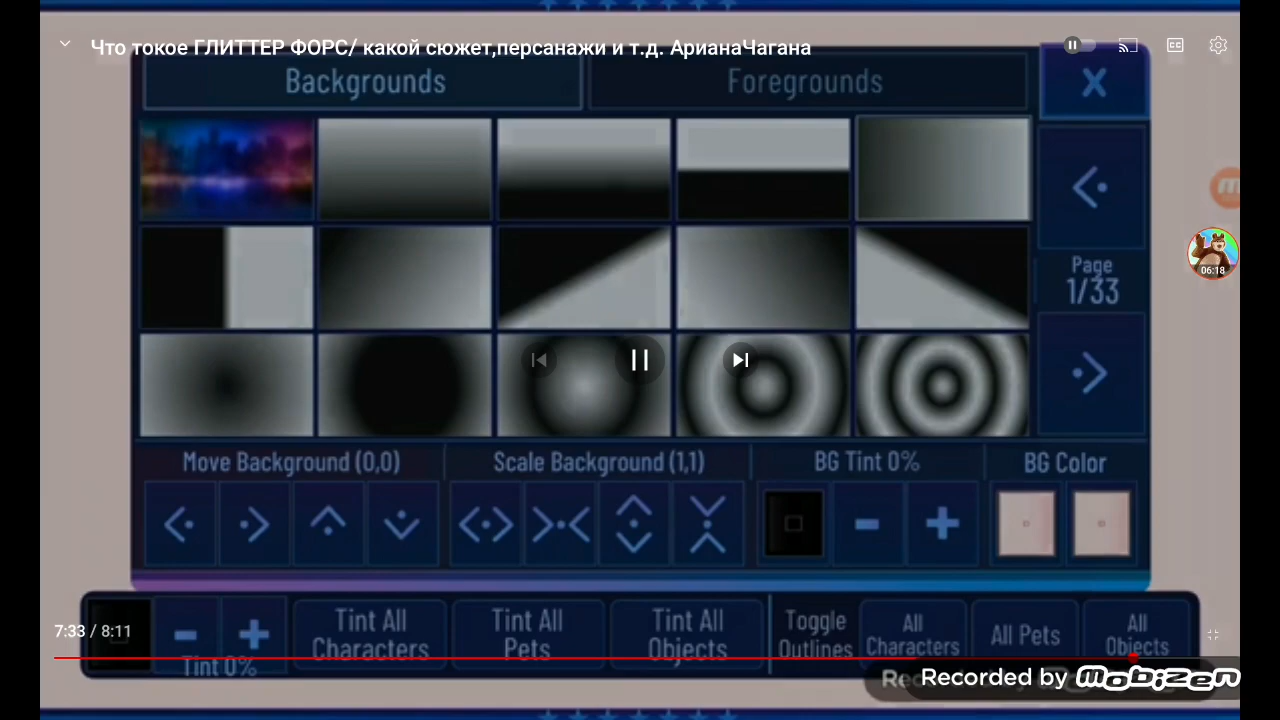 Что токое ГЛИТТЕР ФОРС/ какой сюжет,персанажи и т.д. АрианаЧагана
CC
Backgrounds
Foregrounds
X
06:18
Page
1/33
Move Background (0,0)
Scale Background (1,1)
BG Tint 0%
BG Color
7:33 / 8:11
Tint 0%
Tint All
Characters
Tint All
Pets
Tint All
Objects
Toggle
Outlines
All
Characters
All Pets
All
Objects
Recorded by mobizen